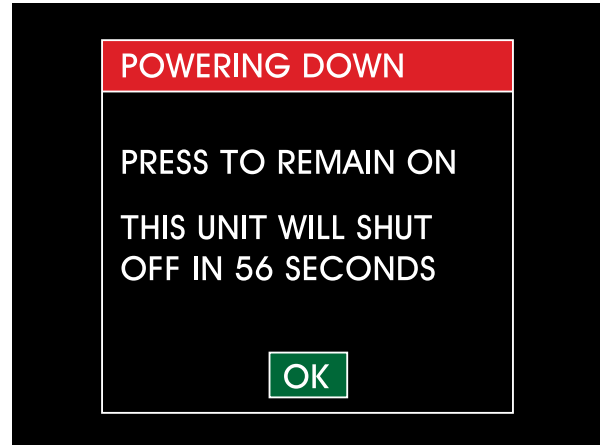 POWERING DOWN
PRESS TO REMAIN ON
THIS UNIT WILL SHUT
OFF IN 56 SECONDS
OK